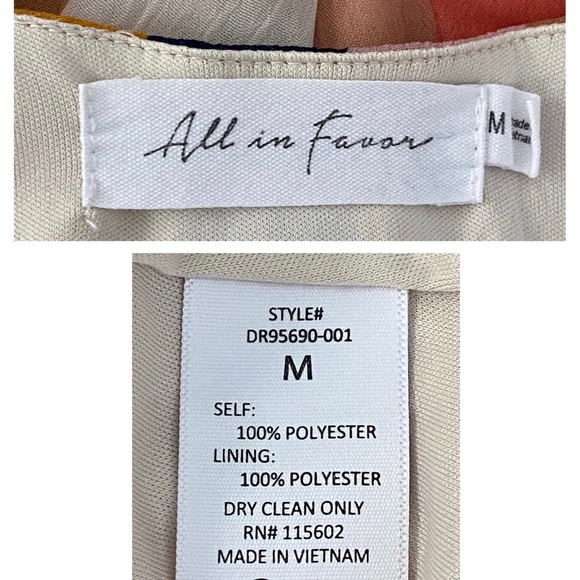 All in Favor
M
STYLE#
DR95690-001
M
SELF:
100% POLYESTER
LINING:
100% POLYESTER
DRY CLEAN ONLY
RN# 115602
MADE IN VIETNAM